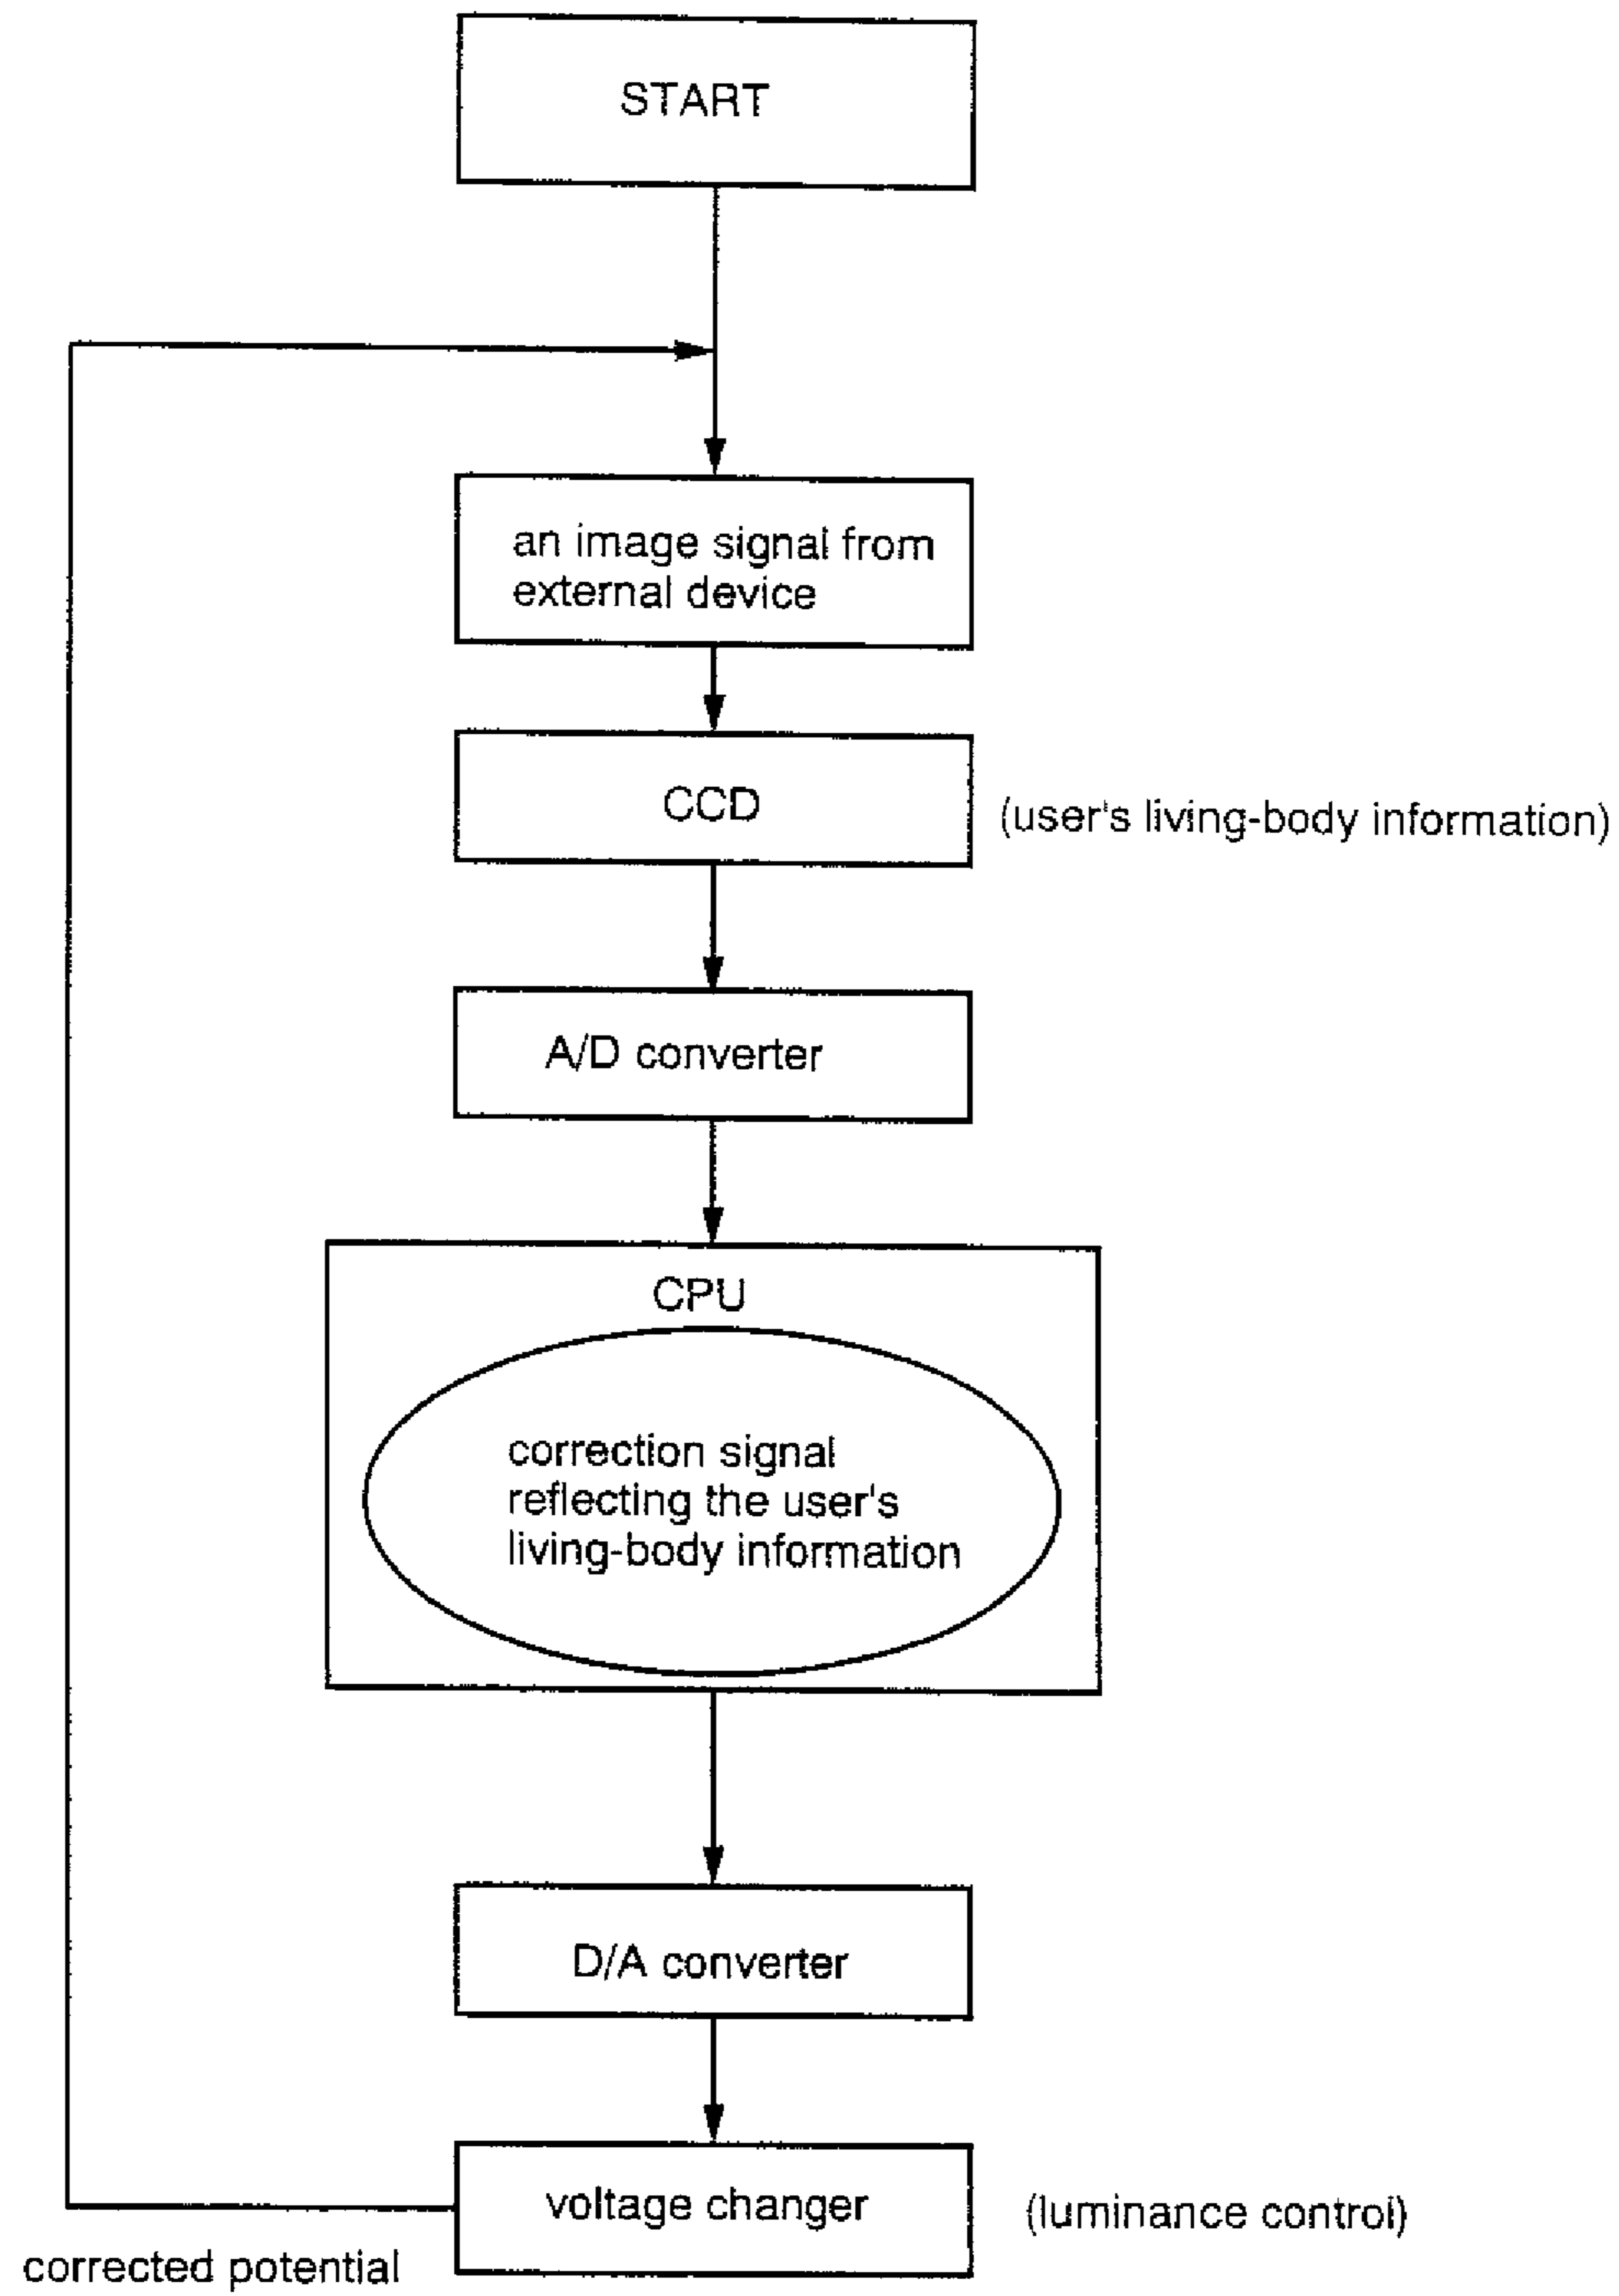 START
an image signal from
external device
CCD
(user's living-body information)
A/D converter
CPU
correction signal
reflecting the user's
living-body information
D/A converter
voltage changer
(luminance control)
corrected potential